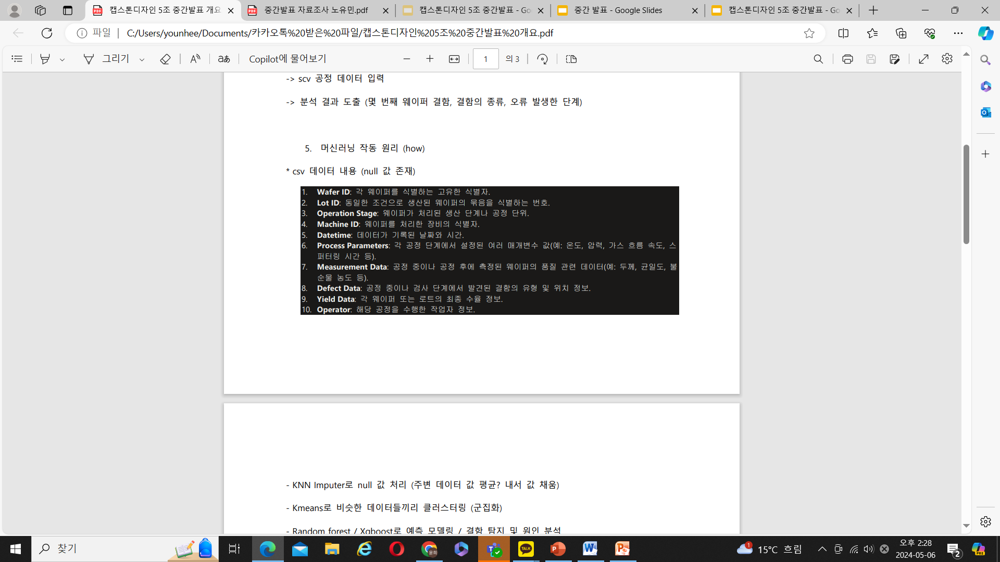 캡스톤디자인 5조 중간발표 개요
중간발표 자료조사 노유민.pdf
캡스톤디자인 5조 중간발표 - Go
중간 발표 - Google Slides
캡스톤디자인 5조 중간발표 - Go
파일
C:/Users/younhee/Documents/카카오톡%20받은%20파일/캡스톤디자인%205조%20중간발표%20개요.pdf
그리기
aあ
Copilot에 물어보기
1
의 3
-> scv 공정 데이터 입력
-> 분석 결과 도출 (몇 번째 웨이퍼 결함, 결함의 종류, 오류 발생한 단계)
5. 머신러닝 작동 원리 (how)
* csv 데이터 내용 (null 값 존재)
1. Wafer ID: 각 웨이퍼를 식별하는 고유한 식별자.
2. Lot ID: 동일한 조건으로 생산된 웨이퍼의 묶음을 식별하는 번호.
3. Operation Stage: 웨이퍼가 처리된 생산 단계나 공정 단위.
4. Machine ID: 웨이퍼를 처리한 장비의 식별자.
5. Datetime: 데이터가 기록된 날짜와 시간.
6. Process Parameters: 각 공정 단계에서 설정된 여러 매개변수 값(예: 온도, 압력, 가스 흐름 속도, 스
퍼터링 시간 등).
7. Measurement Data: 공정 중이나 공정 후에 측정된 웨이퍼의 품질 관련 데이터(예: 두께, 균일도, 불
순물 농도 등).
8. Defect Data: 공정 중이나 검사 단계에서 발견된 결함의 유형 및 위치 정보.
9. Yield Data: 각 웨이퍼 또는 로트의 최종 수율 정보.
10. Operator: 해당 공정을 수행한 작업자 정보.
- KNN Imputer로 null 값 처리 (주변 데이터 값 평균? 내서 값 채움)
- Kmeans로 비슷한 데이터들끼리 클러스터링 (군집화)
- Random forest / Xgboost로 예측 모델링 / 결함 탐지 및 원인 분석
찾기
윤희
TALK
1
15°C 흐림
오후 2:28
2024-05-06
2
PRE